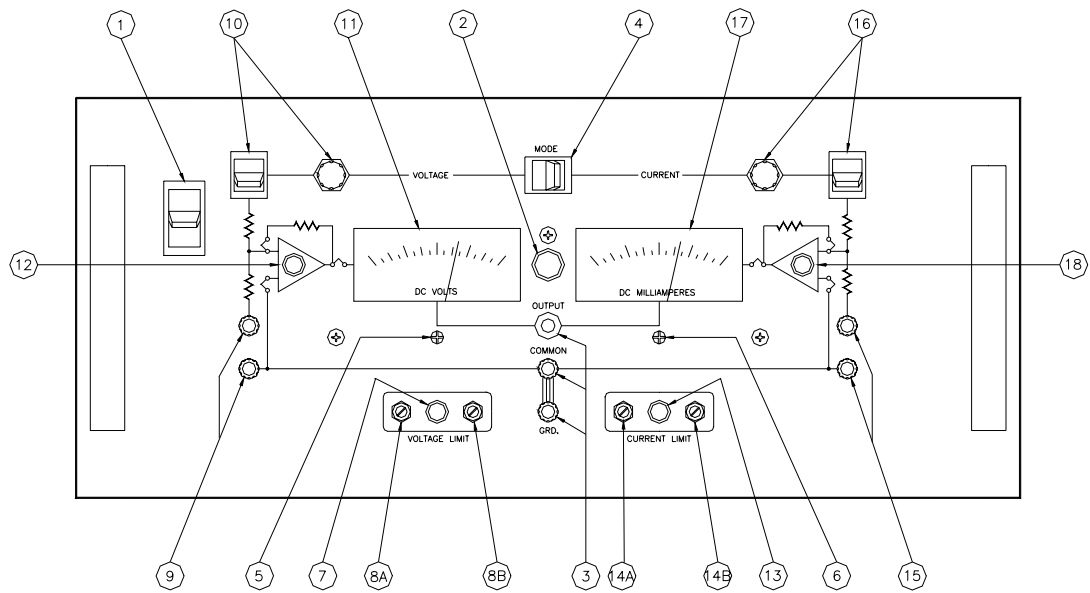 1
10
11
2
4
17
16
MODE
VOLTAGE
CURRENT
12
18
DC VOLTS
DC MILLIAMPERES
OUTPUT
COMMON
GRD.
VOLTAGE LIMIT
CURRENT LIMIT
9
5
7
8A
8B
3
14A
14B
13
6
15